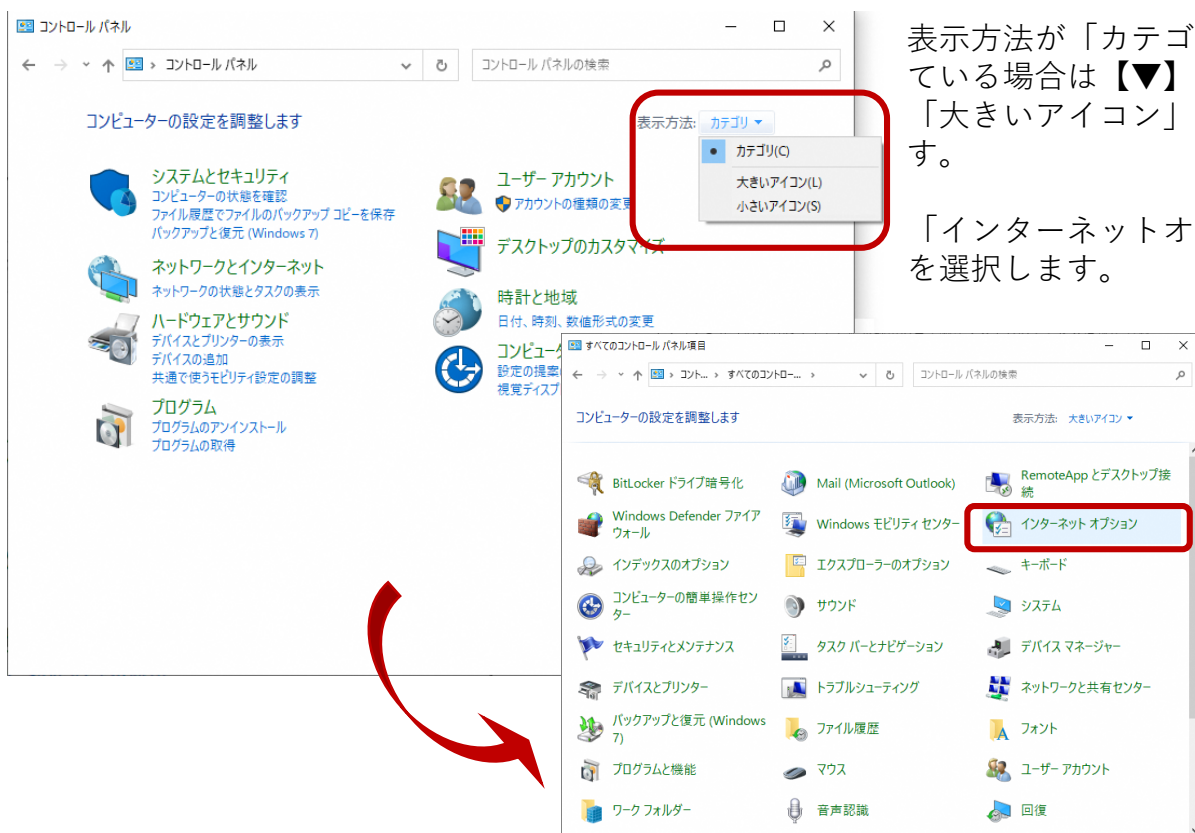 コントロール パネル
コントロール パネル
コントロール パネルの検索
コンピューターの設定を調整します
表示方法: カテゴリ
カテゴリ(C)
大きいアイコン(L)
小さいアイコン(S)
システムとセキュリティ
コンピューターの状態を確認
ファイル履歴でファイルのバックアップ コピーを保存
バックアップと復元 (Windows 7)
ネットワークとインターネット
ネットワークの状態とタスクの表示
ハードウェアとサウンド
デバイスとプリンターの表示
デバイスの追加
共通で使うモビリティ設定の調整
プログラム
プログラムのアンインストール
プログラムの取得
ユーザー アカウント
アカウントの種類の変更
デスクトップのカスタマイズ
時計と地域
日付、時刻、数値形式の変更
コンピュー
設定の提案
視覚ディスプ
表示方法が「カテゴ
ている場合は【▼】
「大きいアイコン」
す。
「インターネットオ
を選択します。
すべてのコントロール パネル項目
コント... › すべてのコントロー... ›
コントロール パネルの検索
コンピューターの設定を調整します
表示方法: 大きいアイコン
BitLocker ドライブ暗号化
Mail (Microsoft Outlook)
RemoteApp とデスクトップ接
続
Windows Defender ファイア
ウォール
Windows モビリティ センター
インターネット オプション
インデックスのオプション
エクスプローラーのオプション
キーボード
コンピューターの簡単操作セン
ター
サウンド
システム
セキュリティとメンテナンス
タスク バーとナビゲーション
デバイス マネージャー
デバイスとプリンター
トラブルシューティング
ネットワークと共有センター
バックアップと復元 (Windows
7)
ファイル履歴
フォント
プログラムと機能
マウス
ユーザー アカウント
ワーク フォルダー
音声認識
回復